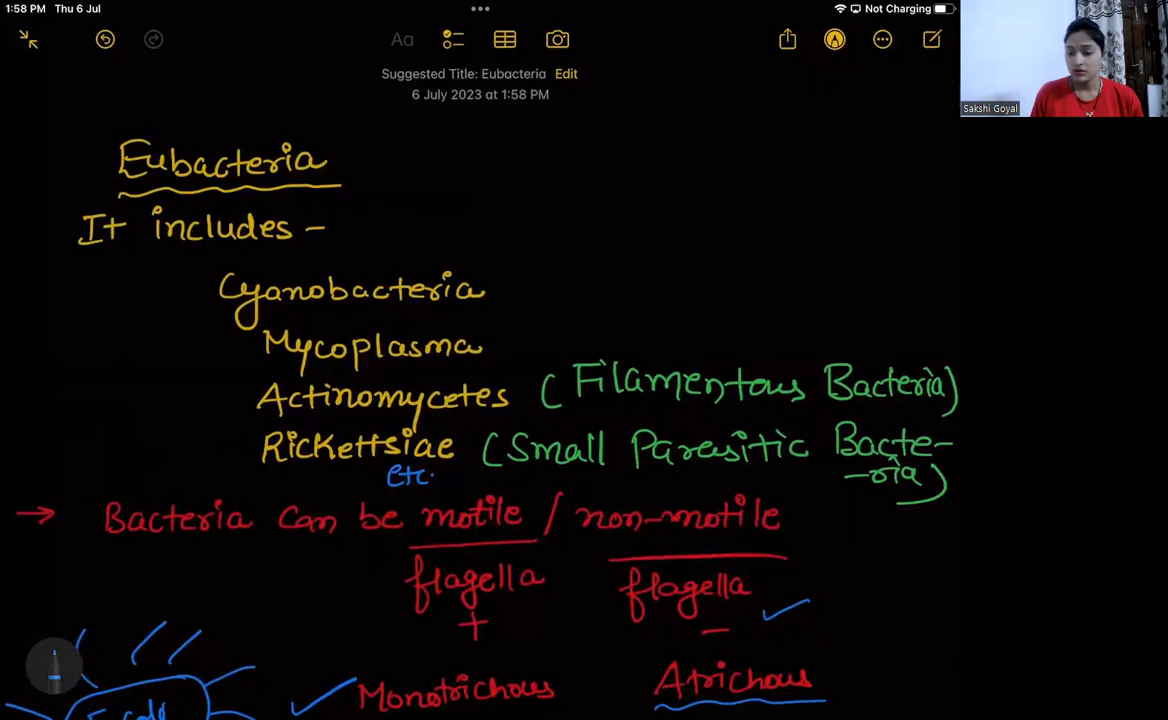 1:58 PM Thu 6 Jul
Not Charging
Aa
Suggested Title: Eubacteria Edit
6 July 2023 at 1:58 PM
Sakshi Goyal
Eubacteria
It includes -
Cyanobacteria
Mycoplasma
Actinomycetes (Filamentous Bacteria)
Rickettsiae (Small Parasitic Bacte-
-ria)
etc.
→ Bacteria can be motile / non-motile
flagella flagella
+ -
✓ Monotrichous Atrichous
E. coli